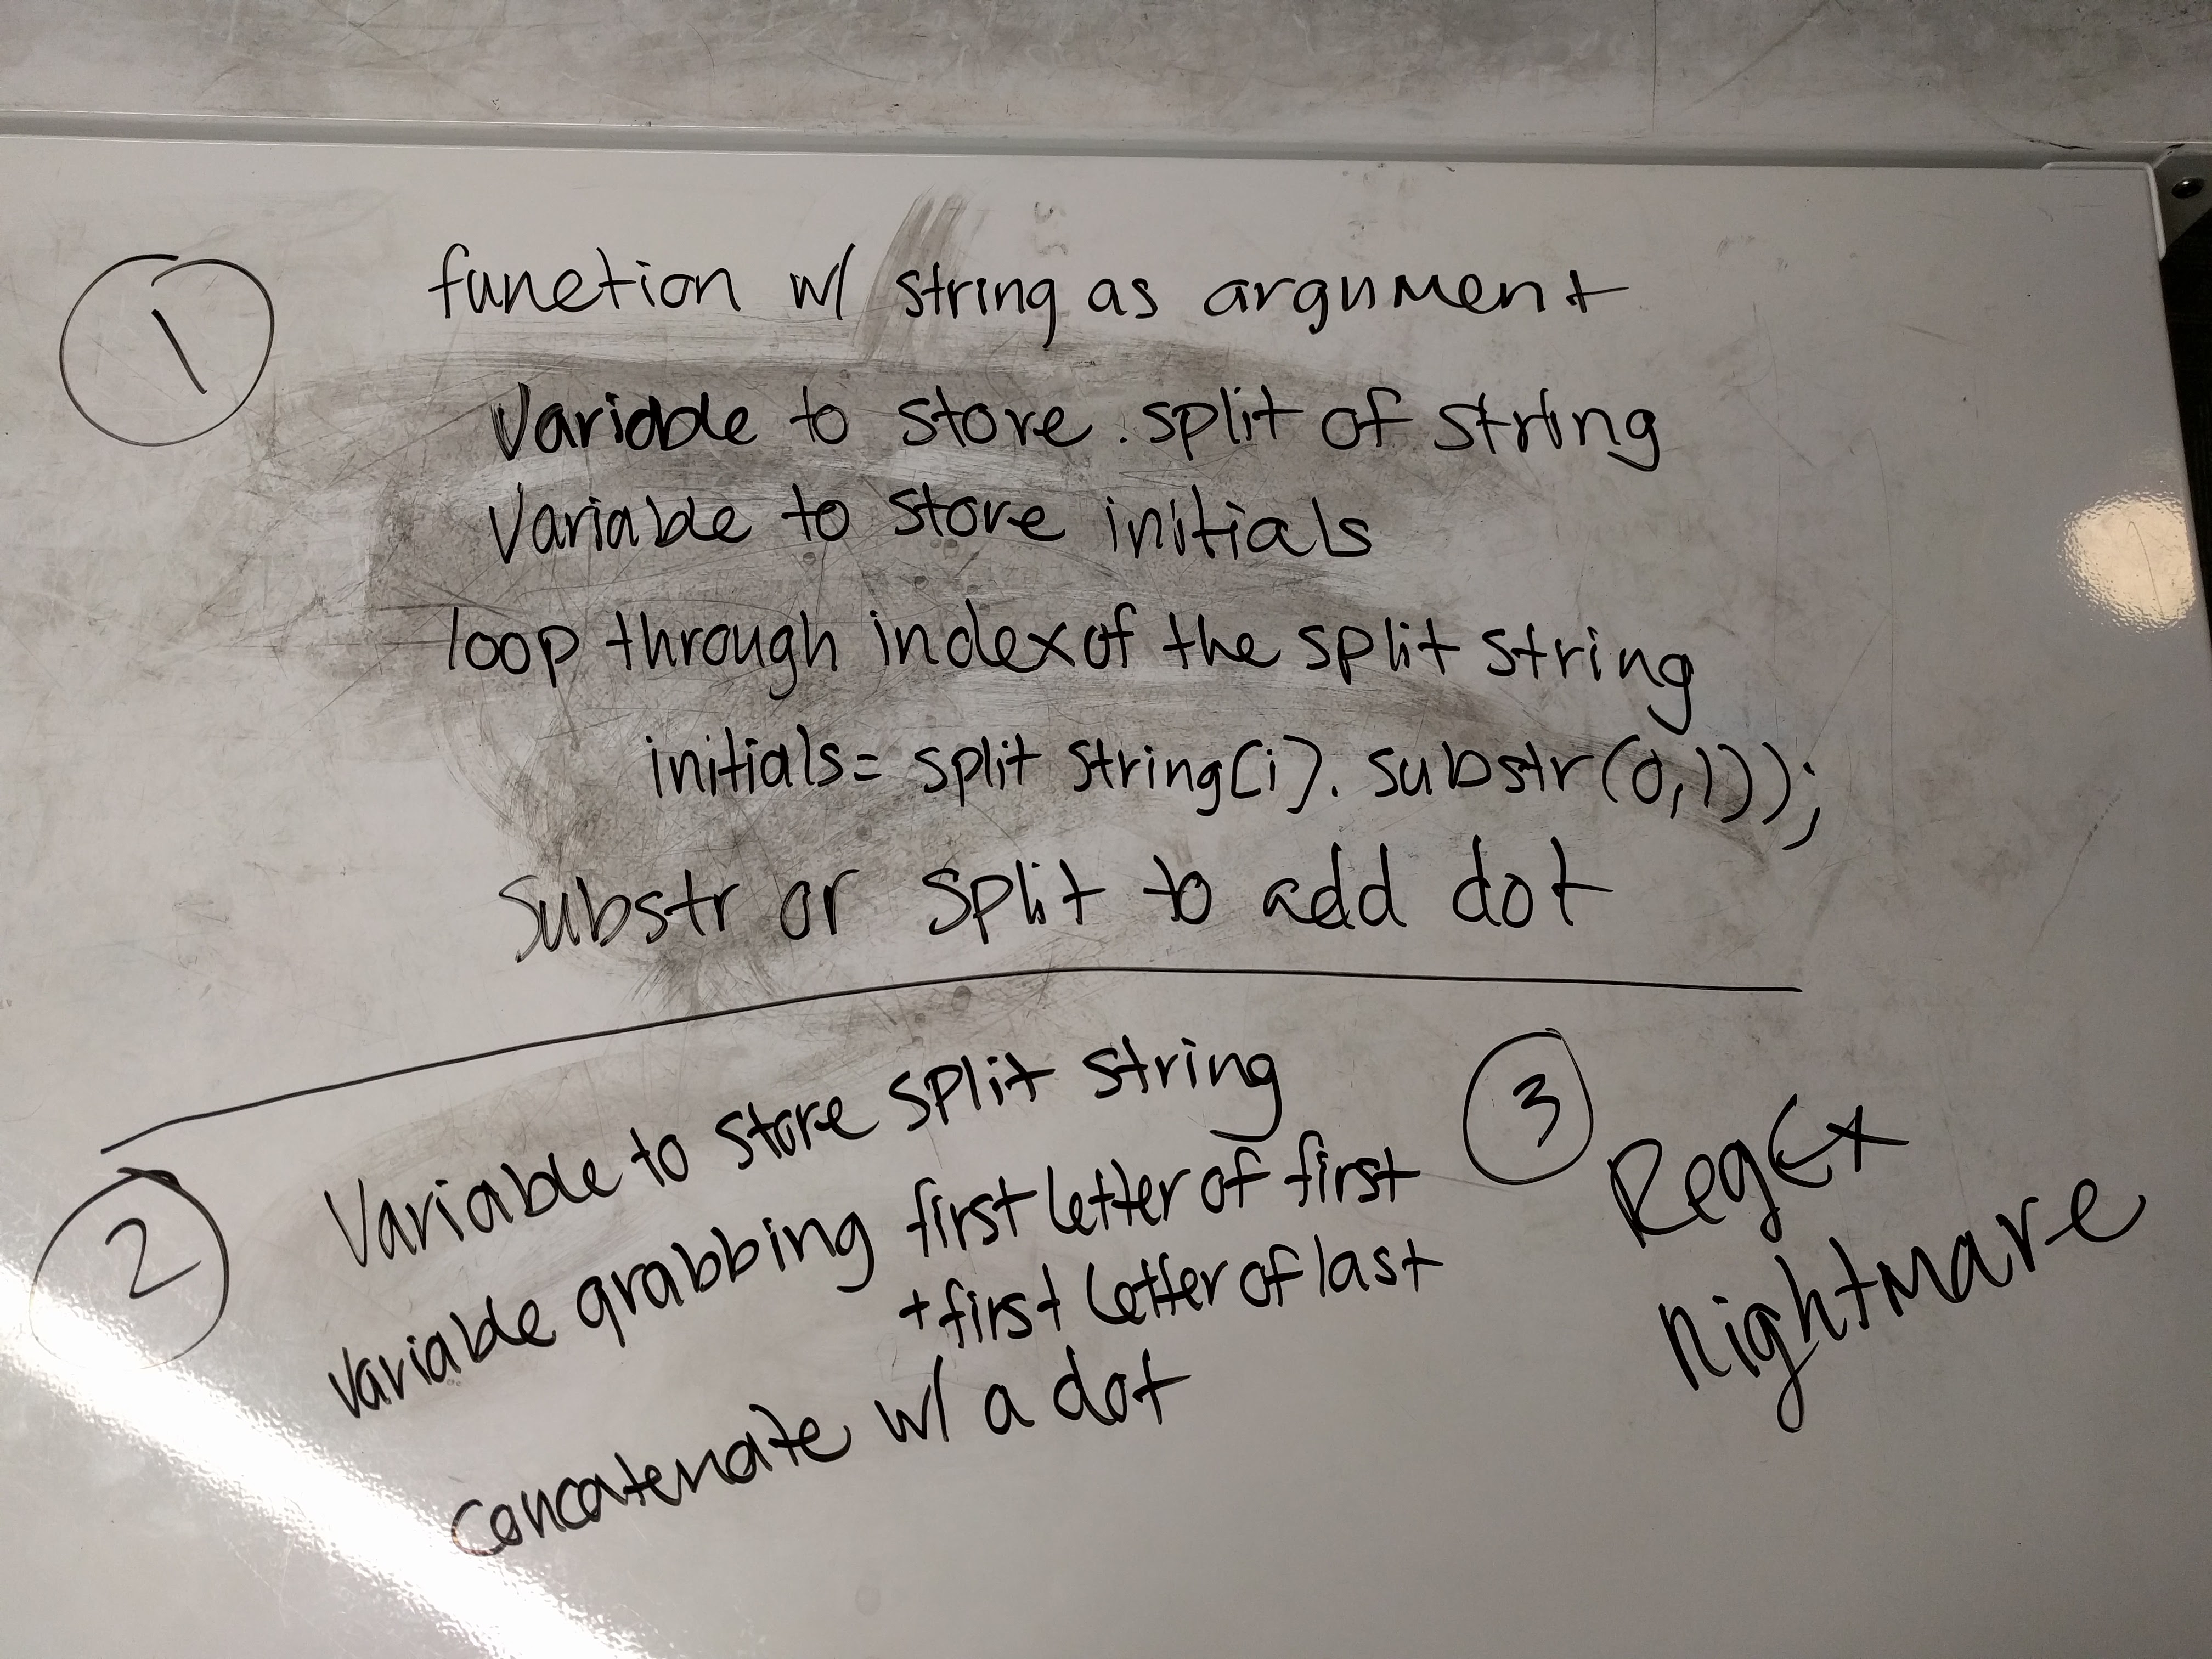 1
function w/ string as argument
Variable to store .split of string
Variable to store initials
loop through index of the split string
initials= split string[i]. substr(0,1));
Substr or split to add dot
2
Variable to store split string
variable grabbing first letter of first
+ first letter of last
concatenate w/ a dot
3
RegEx
nightmare